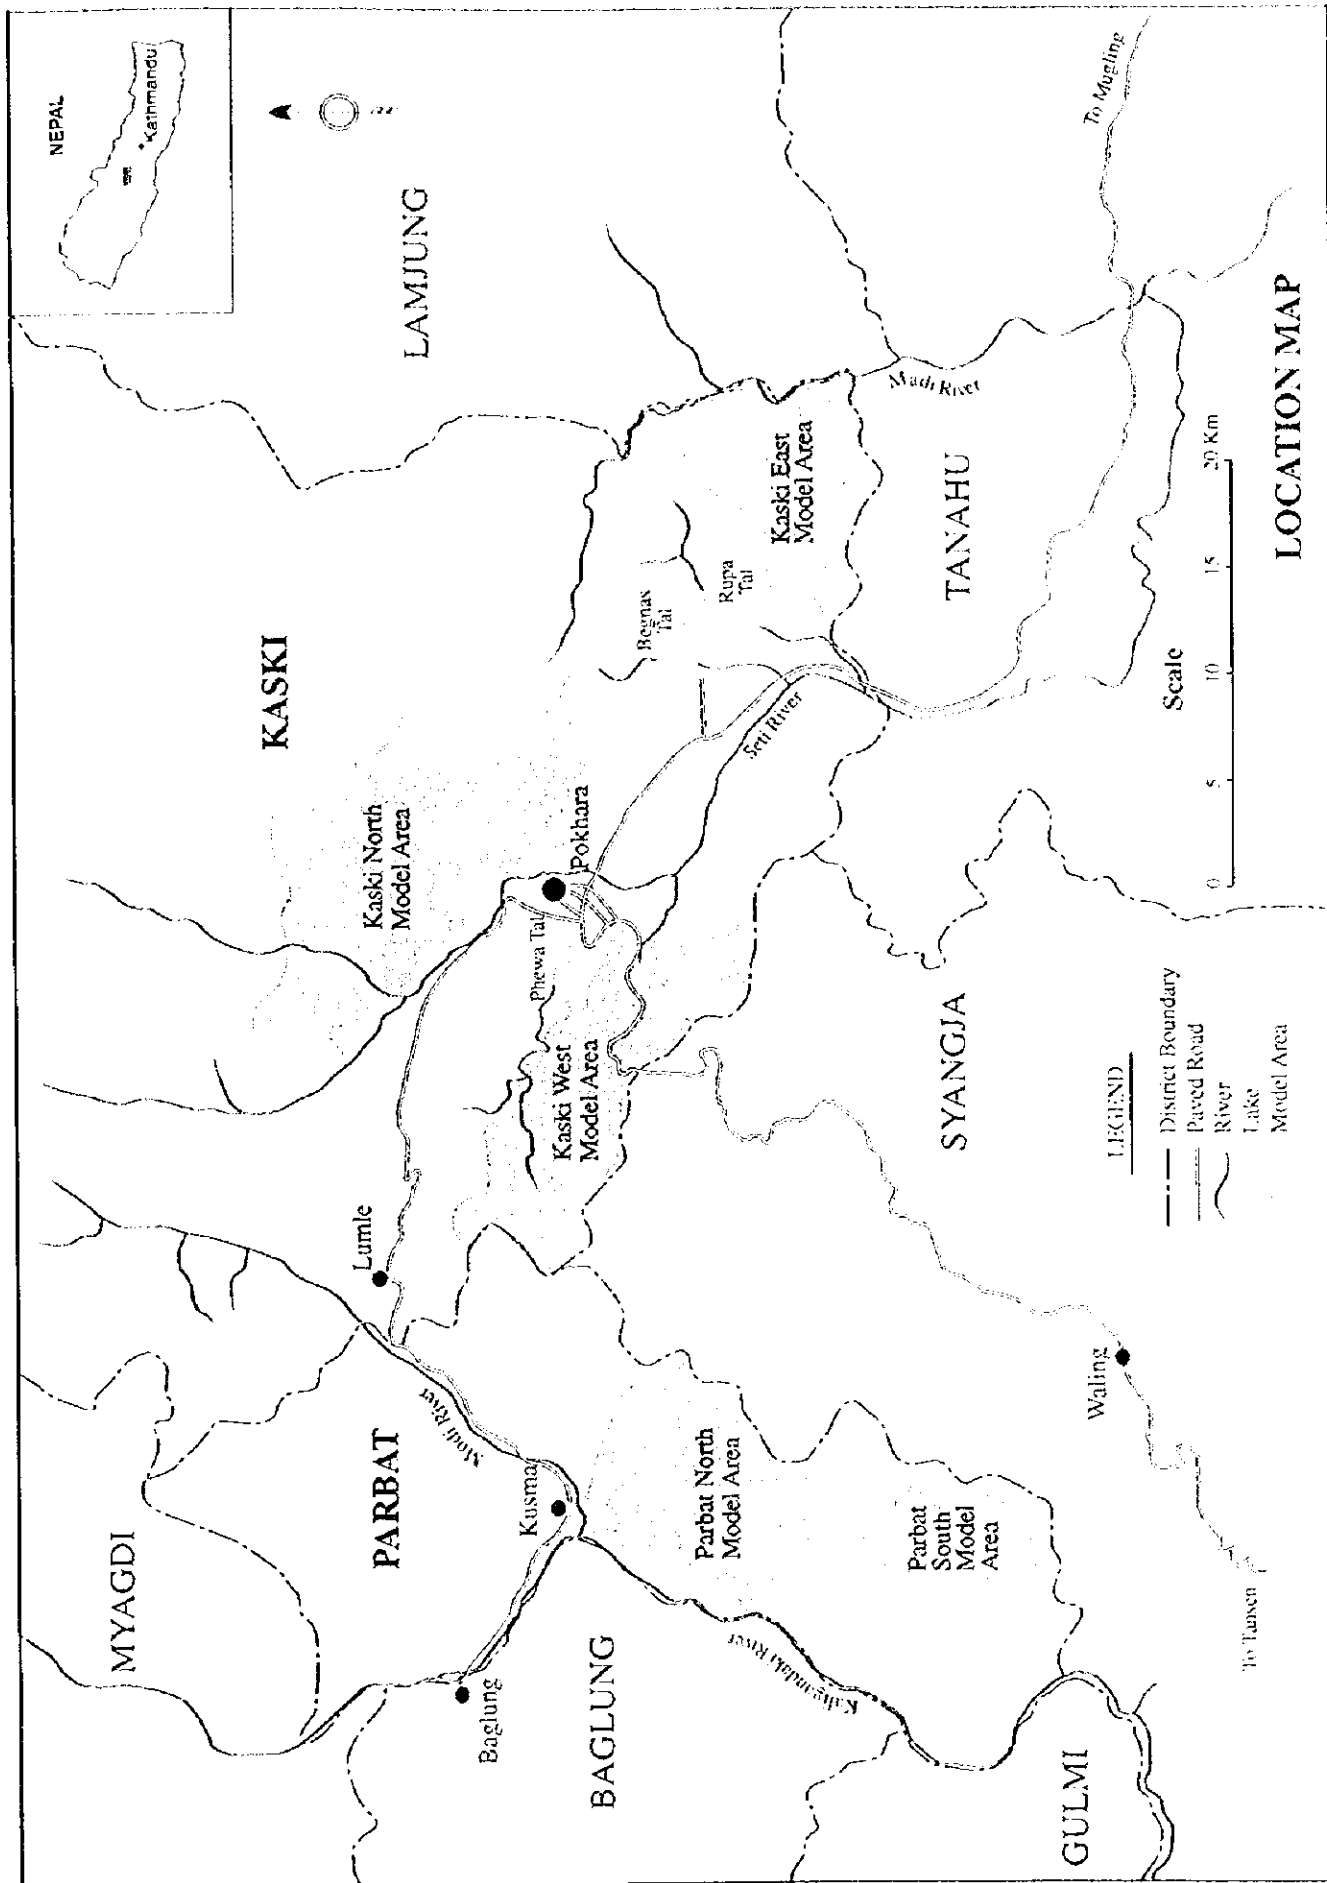 NEPAL
Kathmandu
MYAGDI
PARBAT
KASKI
LAMJUNG
Lumle
Kaski North
Model Area
Modi River
Baglung
Kusma
Phewa Tal
Pokhara
Kaski West
Model Area
Begnas
Tal
Rupa
Tal
Kaski East
Model Area
BAGLUNG
Parbat North
Model Area
Seti River
Kaligandaki River
Parbat
South
Model
Area
SYANGJA
TANAHU
Madi River
To Mugling
GULMI
Waling
To Tansen
LEGEND
District Boundary
Paved Road
River
Lake
Model Area
Scale
0 5 10 15 20 Km
LOCATION MAP